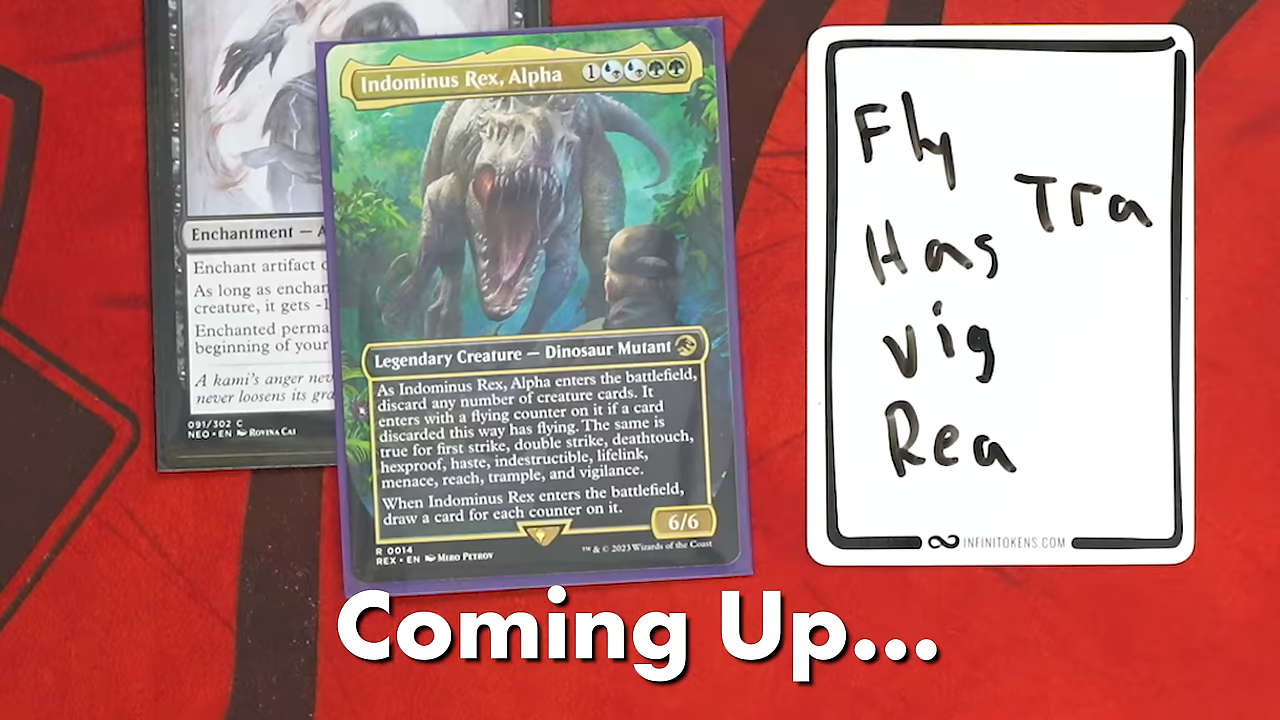 Enchantment — A
Enchant artifact
As long as enchan
creature, it gets -1
Enchanted perma
beginning of your
A kami's anger nev
never loosens its gra
091/302 C
NEO • EN Rovina Cai
Indominus Rex, Alpha 1
Legendary Creature — Dinosaur Mutant
As Indominus Rex, Alpha enters the battlefield,
discard any number of creature cards. It
enters with a flying counter on it if a card
discarded this way has flying. The same is
true for first strike, double strike, deathtouch,
hexproof, haste, indestructible, lifelink,
menace, reach, trample, and vigilance.
When Indominus Rex enters the battlefield,
draw a card for each counter on it.
6/6
R 0014
REX • EN Miro Petrov
™ & © 2023 Wizards of the Coast
Fly
Tra
Has
Vig
Rea
INFINITOKENS.COM
Coming Up...